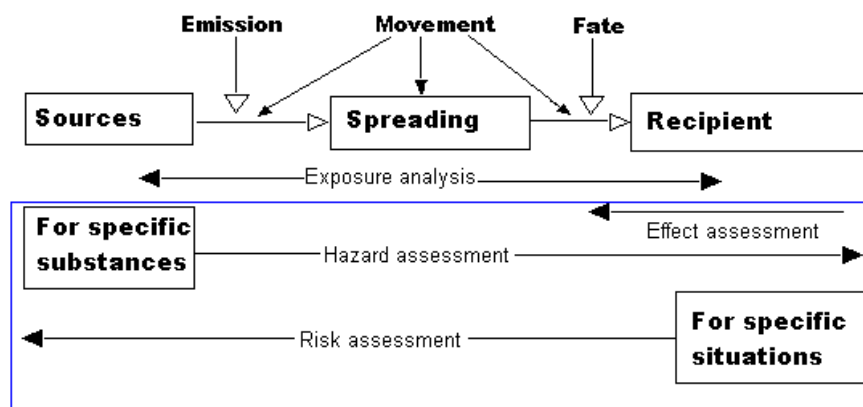 Emission Movement Fate
Sources Spreading Recipient
Exposure analysis
For specific
substances
Effect assessment
Hazard assessment
For specific
situations
Risk assessment